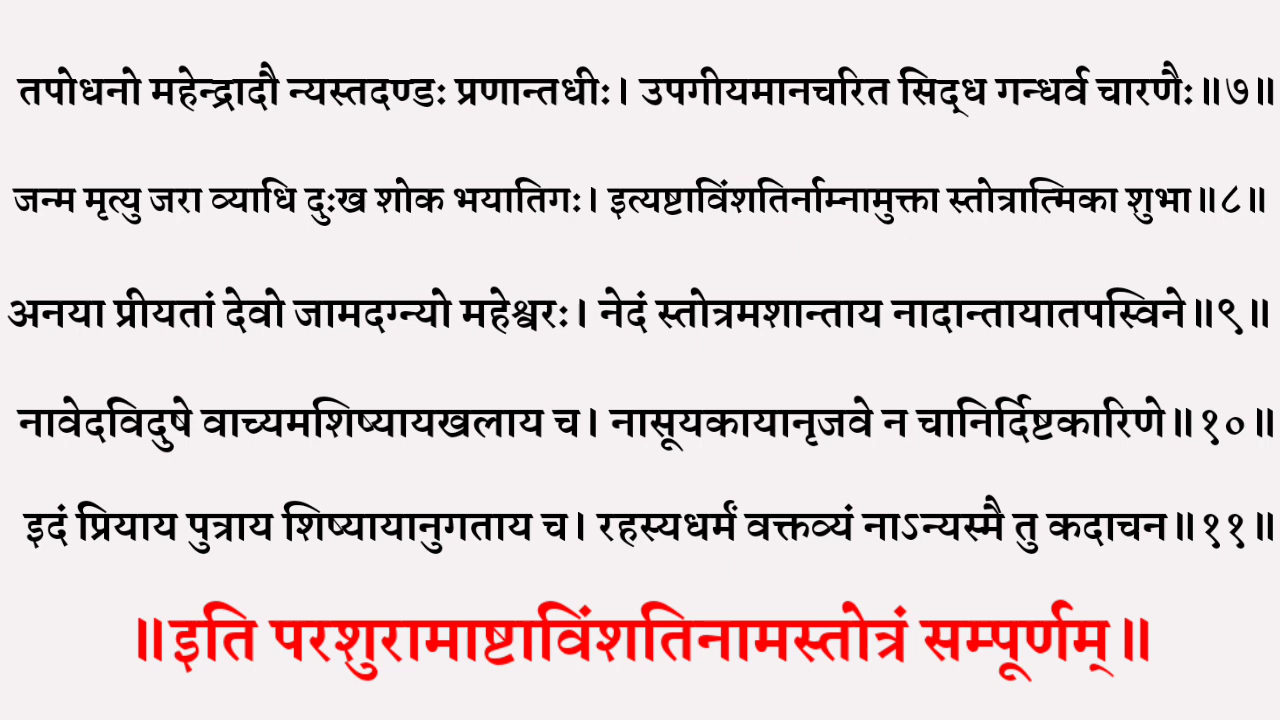 तपोधनो महेन्द्रादौ न्यस्तदण्डः प्रणान्तधीः। उपगीयमानचरित सिद्ध गन्धर्व चारणैः॥७॥
जन्म मृत्यु जरा व्याधि दुःख शोक भयातिगः। इत्यष्टाविंशतिर्नाम्नामुक्ता स्तोत्रात्मिका शुभा॥८॥
अनया प्रीयतां देवो जामदग्न्यो महेश्वरः। नेदं स्तोत्रमशान्ताय नादान्तायातपस्विने॥९॥
नावेदविदुषे वाच्यमशिष्यायखलाय च। नासूयकायानृजवे न चानिर्दिष्टकारिणे॥१०॥
इदं प्रियाय पुत्राय शिष्यायानुगताय च। रहस्यधर्मं वक्तव्यं नाऽन्यस्मै तु कदाचन॥११॥
॥इति परशुरामाष्टाविंशतिनामस्तोत्रं सम्पूर्णम्॥